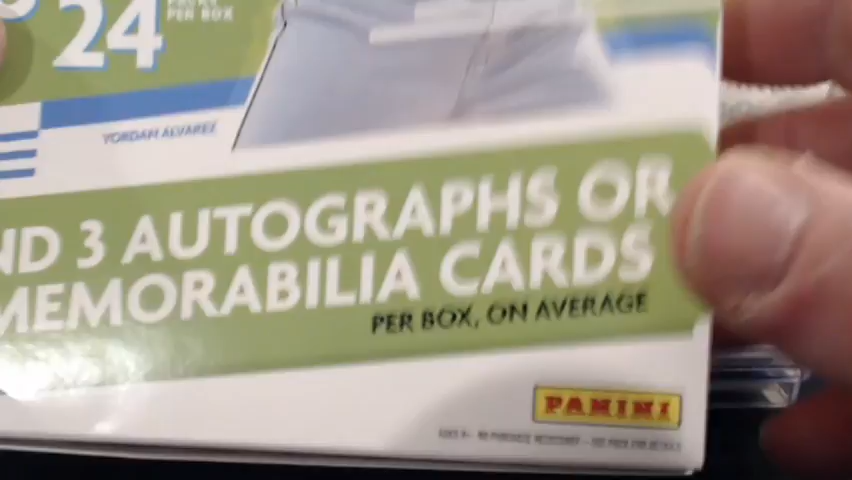 24
PER BOX
YORDAN ALVAREZ
ND 3 AUTOGRAPHS OR
MEMORABILIA CARDS
PER BOX, ON AVERAGE
PANINI